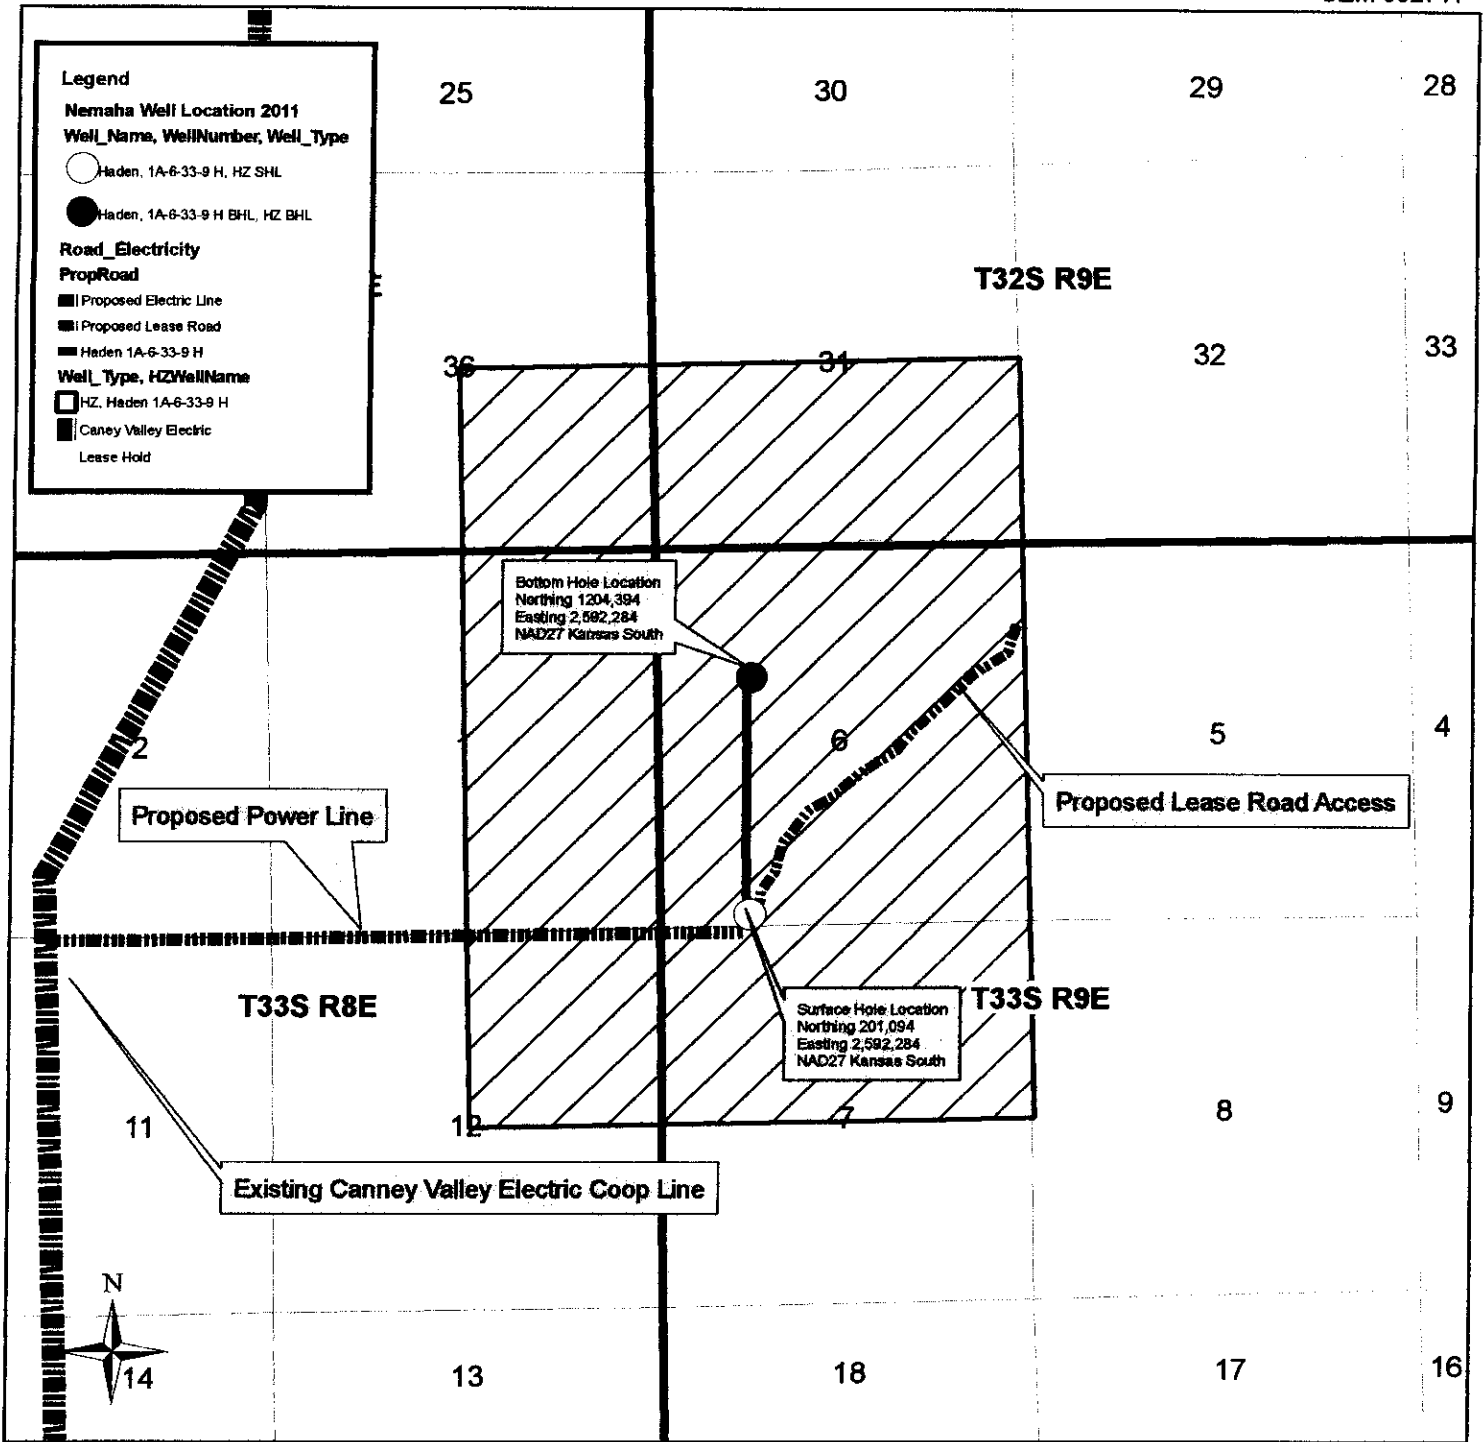 Legend
Nemaha Well Location 2011
Well_Name, WellNumber, Well_Type
Haden, 1A-6-33-9 H, HZ SHL
Haden, 1A-6-33-9 H BHL, HZ BHL
Road_Electricity
PropRoad
Proposed Electric Line
Proposed Lease Road
Haden 1A-6-33-9 H
Well_Type, HZWellName
HZ, Haden 1A-6-33-9 H
Caney Valley Electric
Lease Hold
25
30
29
28
T32S R9E
36
31
32
33
Bottom Hole Location
Northing 1204,394
Easting 2,592,284
NAD27 Kansas South
2
6
5
4
Proposed Power Line
Proposed Lease Road Access
T33S R8E
T33S R9E
Surface Hole Location
Northing 201,094
Easting 2,592,284
NAD27 Kansas South
11
12
7
8
9
Existing Canney Valley Electric Coop Line
N
14
13
18
17
16